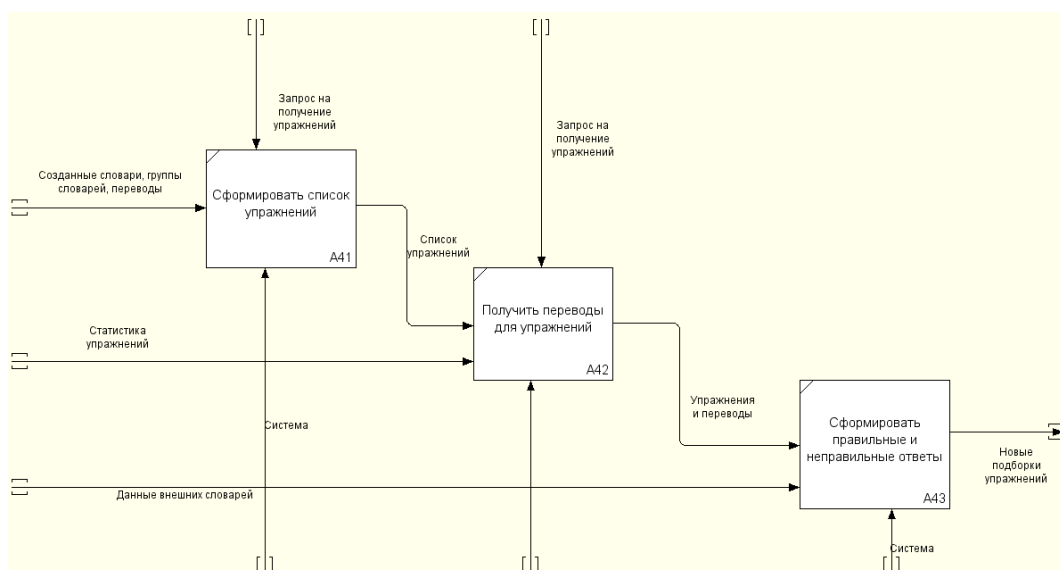 Запрос на
получение
упражнений
Запрос на
получение
упражнений
Созданные словари, группы
словарей, переводы
Сформировать список
упражнений
A41
Список
упражнений
Получить переводы
для упражнений
A42
Статистика
упражнений
Упражнения
и переводы
Система
Сформировать
правильные и
неправильные ответы
A43
Новые
подборки
упражнений
Данные внешних словарей
Система